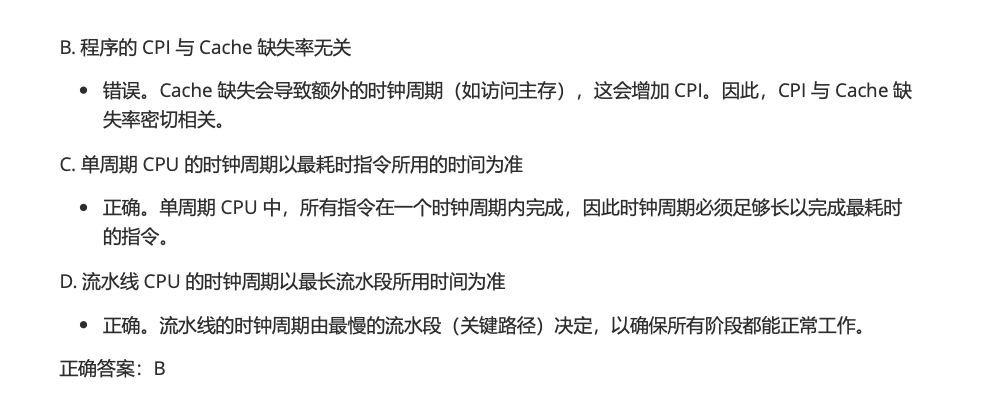 B. 程序的 CPI 与 Cache 缺失率无关
• 错误。Cache 缺失会导致额外的时钟周期（如访问主存），这会增加 CPI。因此，CPI 与 Cache 缺
失率密切相关。
C. 单周期 CPU 的时钟周期以最耗时指令所用的时间为准
• 正确。单周期 CPU 中，所有指令在一个时钟周期内完成，因此时钟周期必须足够长以完成最耗时
的指令。
D. 流水线 CPU 的时钟周期以最长流水段所用时间为准
• 正确。流水线的时钟周期由最慢的流水段（关键路径）决定，以确保所有阶段都能正常工作。
正确答案：B